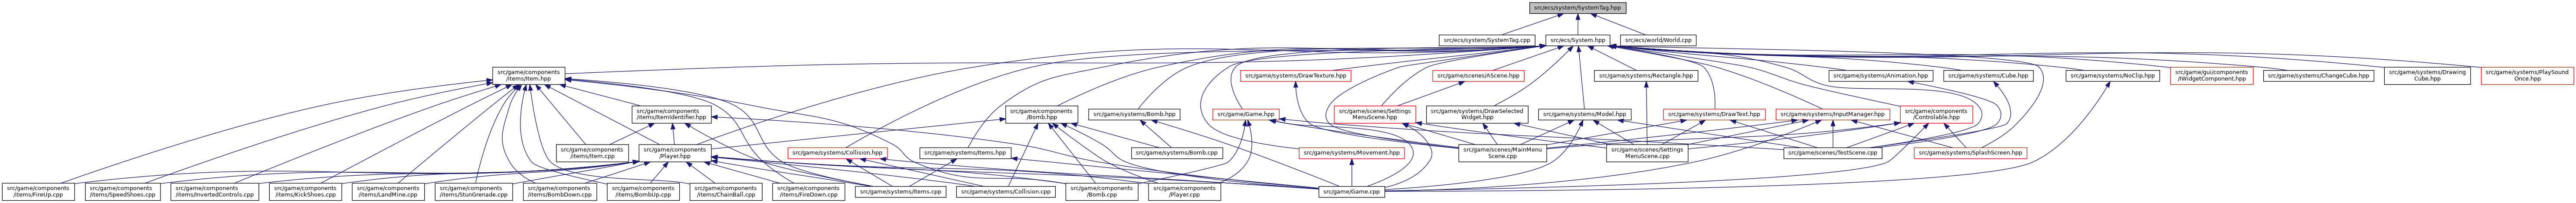 src/ecs/system/SystemTag.hpp
src/ecs/system/SystemTag.cpp
src/ecs/System.hpp
src/ecs/world/World.cpp
src/game/components
/items/Item.hpp
src/game/systems/DrawTexture.hpp
src/game/scenes/AScene.hpp
src/game/systems/Rectangle.hpp
src/game/systems/Animation.hpp
src/game/systems/Cube.hpp
src/game/systems/NoClip.hpp
src/game/gui/components
/WidgetComponent.hpp
src/game/systems/ChangeCube.hpp
src/game/systems/Drawing
Cube.hpp
src/game/systems/PlaySound
Once.hpp
src/game/components
/items/ItemIdentifier.hpp
src/game/components
/Bomb.hpp
src/game/systems/Bomb.hpp
src/game/Game.hpp
src/game/scenes/Settings
MenuScene.hpp
src/game/systems/DrawSelected
Widget.hpp
src/game/systems/Model.hpp
src/game/systems/DrawText.hpp
src/game/systems/InputManager.hpp
src/game/components
/Controlable.hpp
src/game/components
/items/Item.cpp
src/game/components
/Player.hpp
src/game/systems/Collision.hpp
src/game/systems/Items.hpp
src/game/systems/Bomb.cpp
src/game/systems/Movement.hpp
src/game/scenes/MainMenu
Scene.cpp
src/game/scenes/Settings
MenuScene.cpp
src/game/scenes/TestScene.cpp
src/game/systems/SplashScreen.hpp
src/game/components
/items/FireUp.cpp
src/game/components
/items/SpeedShoes.cpp
src/game/components
/items/InvertedControls.cpp
src/game/components
/items/KickShoes.cpp
src/game/components
/items/LandMine.cpp
src/game/components
/items/StunGrenade.cpp
src/game/components
/items/BombDown.cpp
src/game/components
/items/BombUp.cpp
src/game/components
/items/ChainBall.cpp
src/game/components
/items/FireDown.cpp
src/game/systems/Items.cpp
src/game/systems/Collision.cpp
src/game/components
/Bomb.cpp
src/game/components
/Player.cpp
src/game/Game.cpp